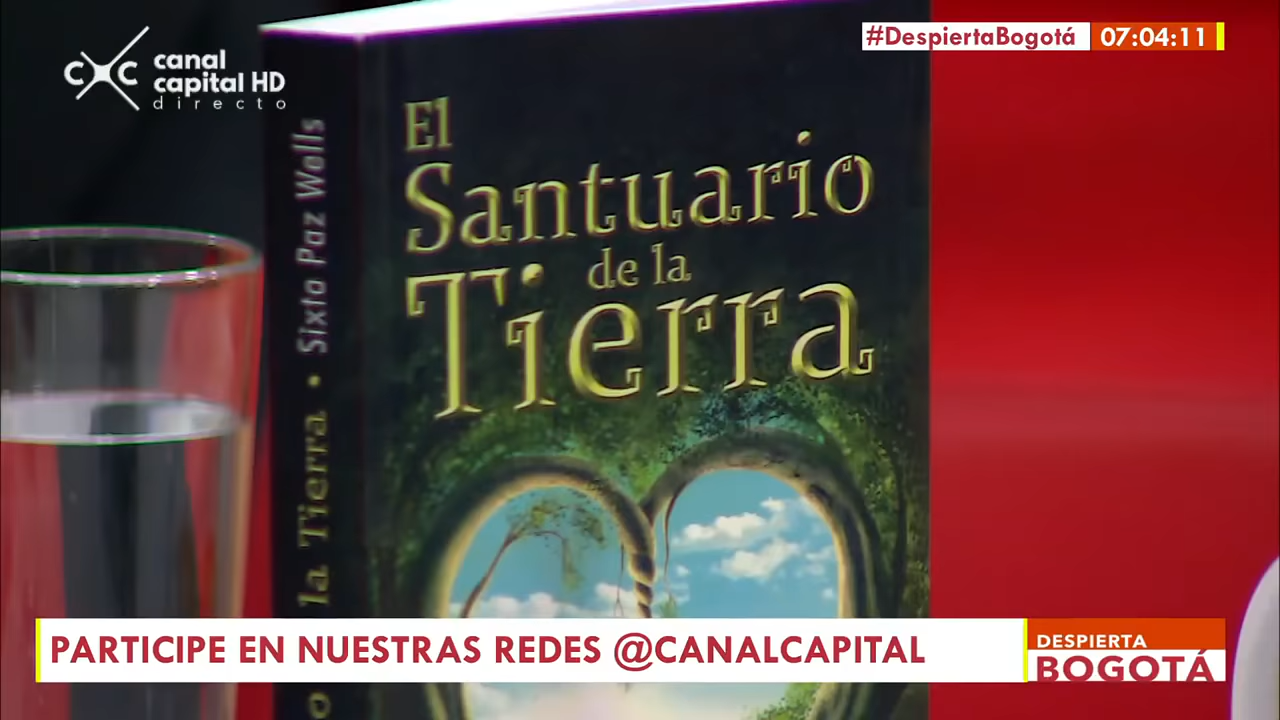 canal
capital HD
directo
#DespiertaBogotá
07:04:11
El
Santuario
de la
Tierra
o la Tierra • Sixto Paz Wells
PARTICIPE EN NUESTRAS REDES @CANALCAPITAL
DESPIERTA
BOGOTÁ